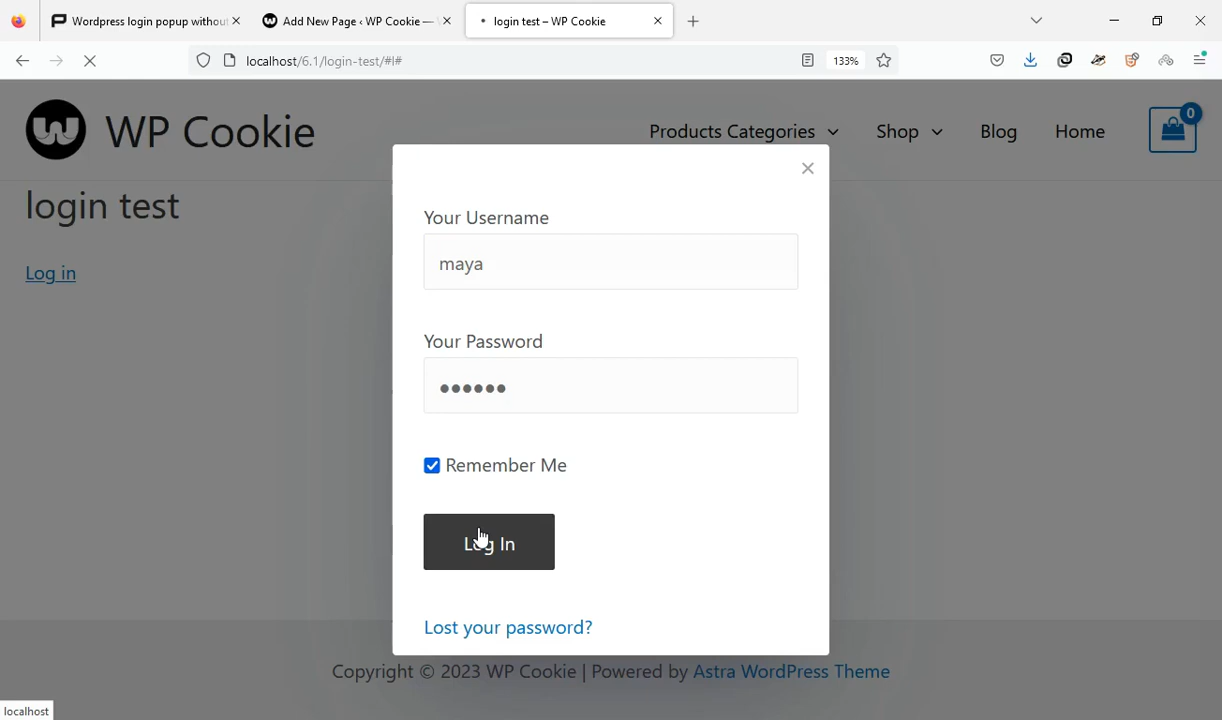 Wordpress login popup withou
Add New Page ‹ WP Cookie —
login test – WP Cookie
localhost/6.1/login-test/#l#
133%
WP Cookie
Products Categories
Shop
Blog
Home
0
login test
Log in
Your Username
maya
Your Password
Remember Me
Log In
Lost your password?
Copyright © 2023 WP Cookie | Powered by Astra WordPress Theme
localhost